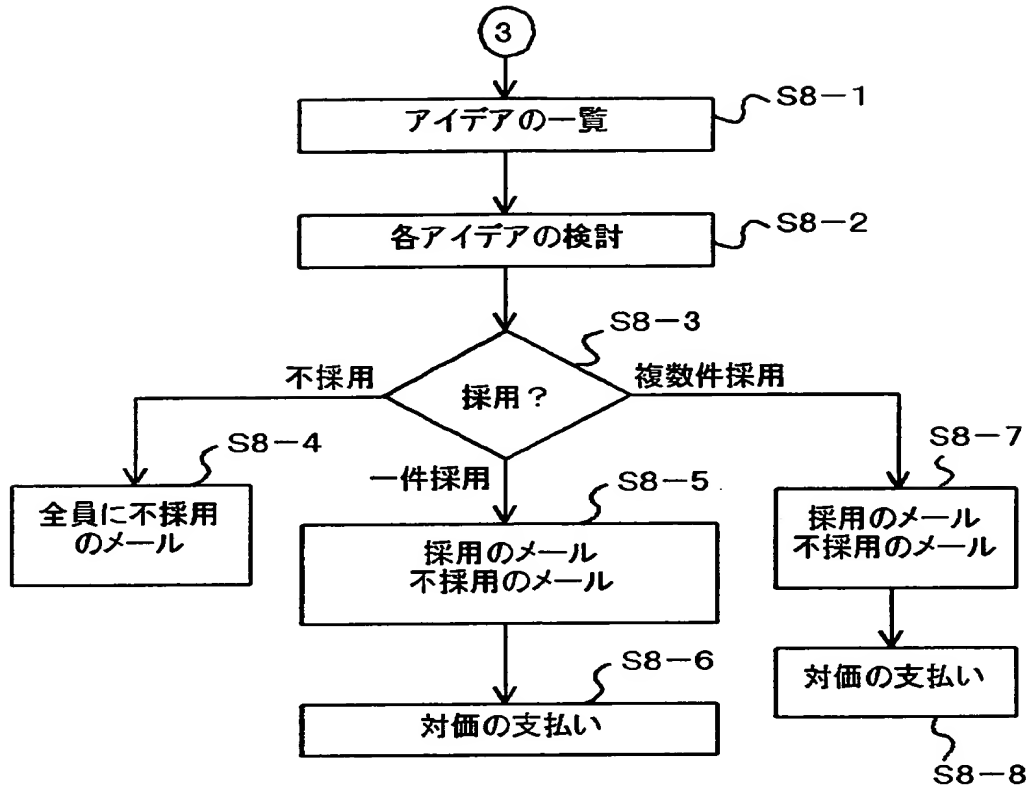 3
アイデアの一覧
S8-1
各アイデアの検討
S8-2
採用?
S8-3
不採用
一件採用
複数件採用
全員に不採用
のメール
S8-4
採用のメール
不採用のメール
S8-5
対価の支払い
S8-6
採用のメール
不採用のメール
S8-7
対価の支払い
S8-8